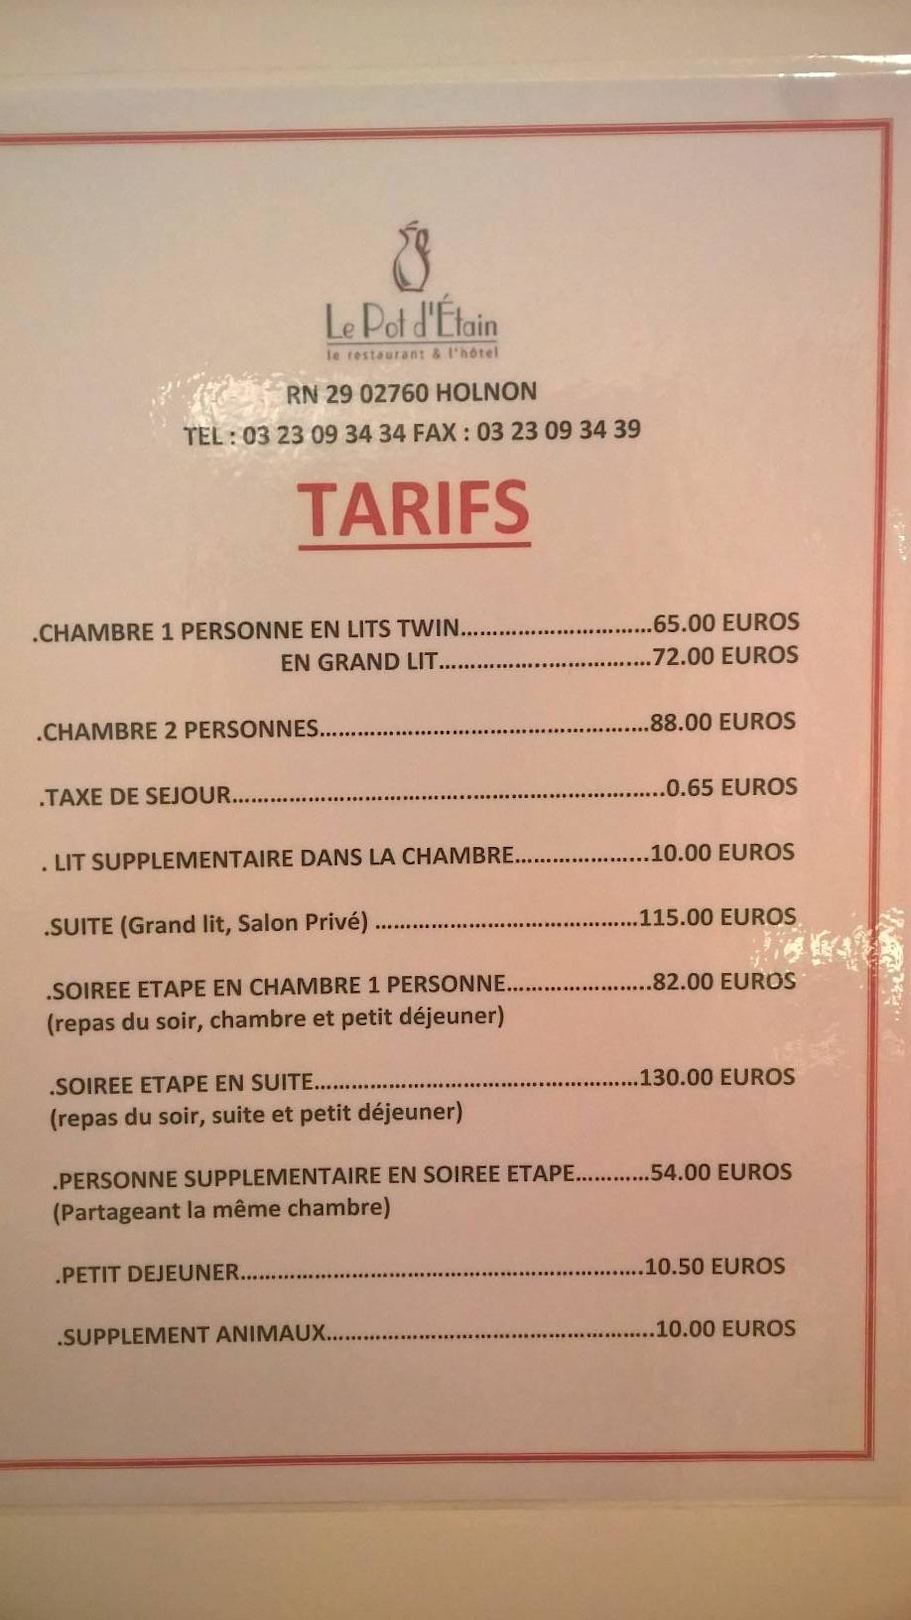 Le Pot d'Étain
le restaurant & l'hôtel
RN 29 02760 HOLNON
TEL : 03 23 09 34 34 FAX : 03 23 09 34 39
TARIFS
.CHAMBRE 1 PERSONNE EN LITS TWIN..............................65.00 EUROS
EN GRAND LIT..................................72.00 EUROS
.CHAMBRE 2 PERSONNES....................................................88.00 EUROS
.TAXE DE SEJOUR.....................................................................0.65 EUROS
. LIT SUPPLEMENTAIRE DANS LA CHAMBRE.....................10.00 EUROS
.SUITE (Grand lit, Salon Privé) ..........................................115.00 EUROS
.SOIREE ETAPE EN CHAMBRE 1 PERSONNE.......................82.00 EUROS
(repas du soir, chambre et petit déjeuner)
.SOIREE ETAPE EN SUITE....................................................130.00 EUROS
(repas du soir, suite et petit déjeuner)
.PERSONNE SUPPLEMENTAIRE EN SOIREE ETAPE............54.00 EUROS
(Partageant la même chambre)
.PETIT DEJEUNER................................................................10.50 EUROS
.SUPPLEMENT ANIMAUX....................................................10.00 EUROS